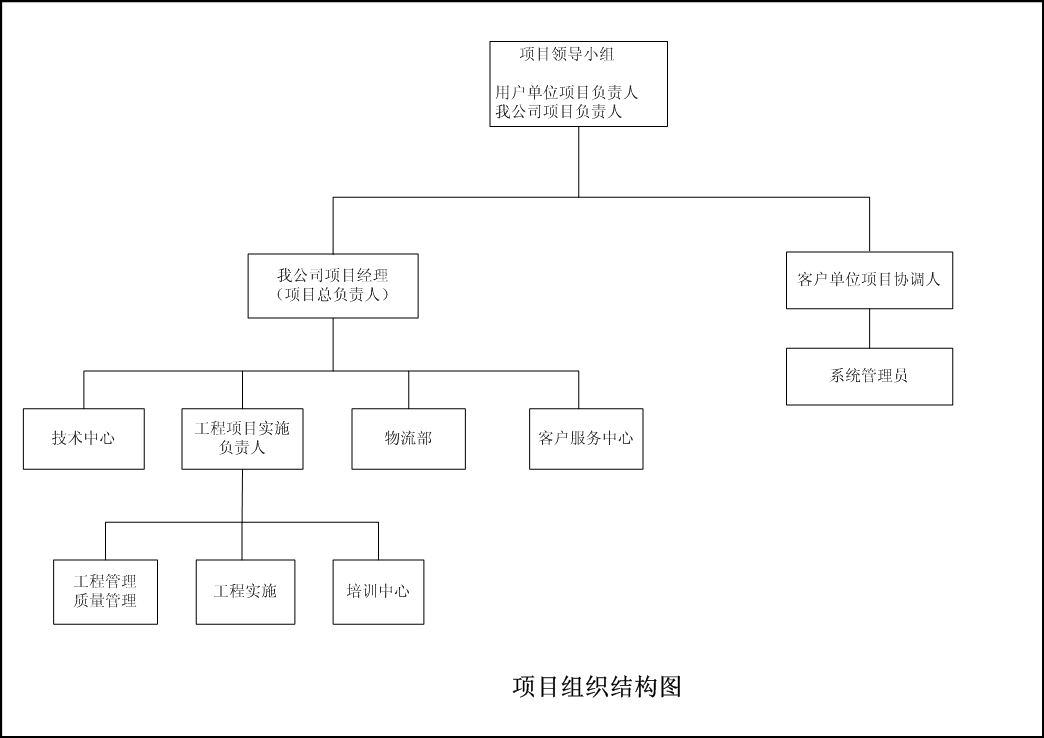 项目领导小组
用户单位项目负责人
我公司项目负责人
我公司项目经理
（项目总负责人）
客户单位项目协调人
系统管理员
技术中心
工程项目实施
负责人
物流部
客户服务中心
工程管理
质量管理
工程实施
培训中心
项目组织结构图